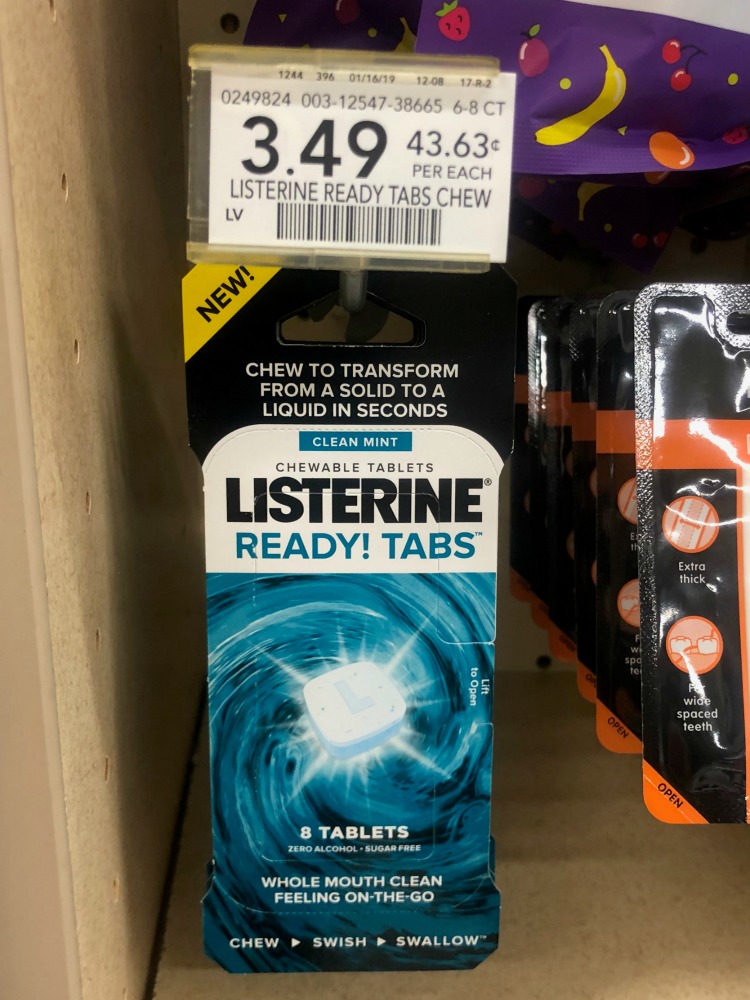 1244 396 01/16/19 12-08 17-R-2
0249824 003-12547-38665 6-8 CT
3.49 43.63¢
PER EACH
LISTERINE READY TABS CHEW
LV
NEW!
CHEW TO TRANSFORM
FROM A SOLID TO A
LIQUID IN SECONDS
CLEAN MINT
CHEWABLE TABLETS
LISTERINE®
READY! TABS™
L
Lift
to Open
8 TABLETS
ZERO ALCOHOL • SUGAR FREE
WHOLE MOUTH CLEAN
FEELING ON-THE-GO
CHEW ▶ SWISH ▶ SWALLOW™
Extra
thick
For
wide
spaced
teeth
OPEN
OPEN